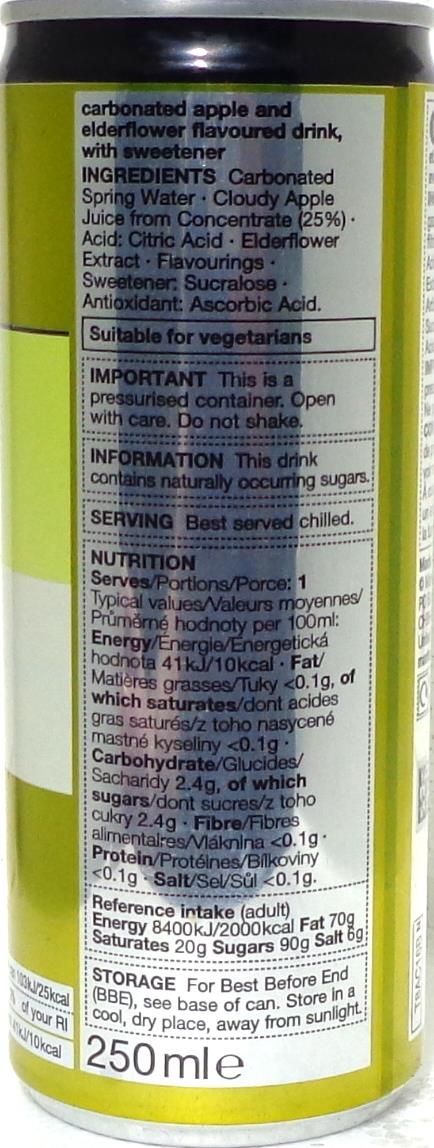 carbonated apple and
elderflower flavoured drink,
with sweetener
INGREDIENTS Carbonated
Spring Water · Cloudy Apple
Juice from Concentrate (25%) ·
Acid: Citric Acid · Elderflower
Extract · Flavourings ·
Sweetener: Sucralose ·
Antioxidant: Ascorbic Acid.
Suitable for vegetarians
IMPORTANT This is a
pressurised container. Open
with care. Do not shake.
INFORMATION This drink
contains naturally occurring sugars.
SERVING Best served chilled.
NUTRITION
Serves/Portions/Porce: 1
Typical values/Valeurs moyennes/
Průměrné hodnoty per 100ml:
Energy/Énergie/Energetická
hodnota 41kJ/10kcal · Fat/
Matières grasses/Tuky <0.1g, of
which saturates/dont acides
gras saturés/z toho nasycené
mastné kyseliny <0.1g ·
Carbohydrate/Glucides/
Sacharidy 2.4g, of which
sugars/dont sucres/z toho
cukry 2.4g · Fibre/Fibres
alimentaires/Vláknina <0.1g ·
Protein/Protéines/Bílkoviny
<0.1g · Salt/Sel/Sůl <0.1g.
Reference intake (adult)
Energy 8400kJ/2000kcal Fat 70g
Saturates 20g Sugars 90g Salt 6g
STORAGE For Best Before End
(BBE), see base of can. Store in a
cool, dry place, away from sunlight.
250mle
103kJ/25kcal
of your RI
41kJ/10kcal